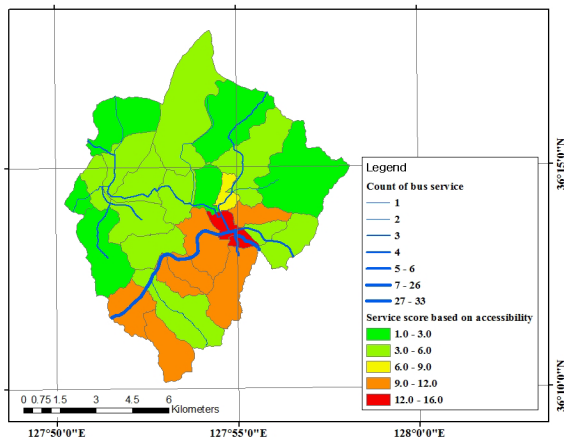 36°15'0"N
36°10'0"N
Legend
Count of bus service
1
2
3
4
5 - 6
7 - 26
27 - 33
Service score based on accessibility
1.0 - 3.0
3.0 - 6.0
6.0 - 9.0
9.0 - 12.0
12.0 - 16.0
0 0.75 1.5 3 4.5 6
Kilometers
127°50'0"E 127°55'0"E 128°0'0"E